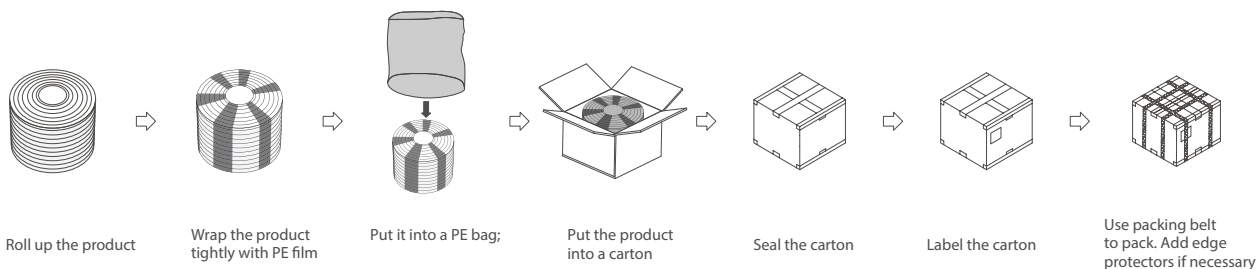 Roll up the product
Wrap the product
tightly with PE film
Put it into a PE bag;
Put the product
into a carton
Seal the carton
Label the carton
Use packing belt
to pack. Add edge
protectors if necessary